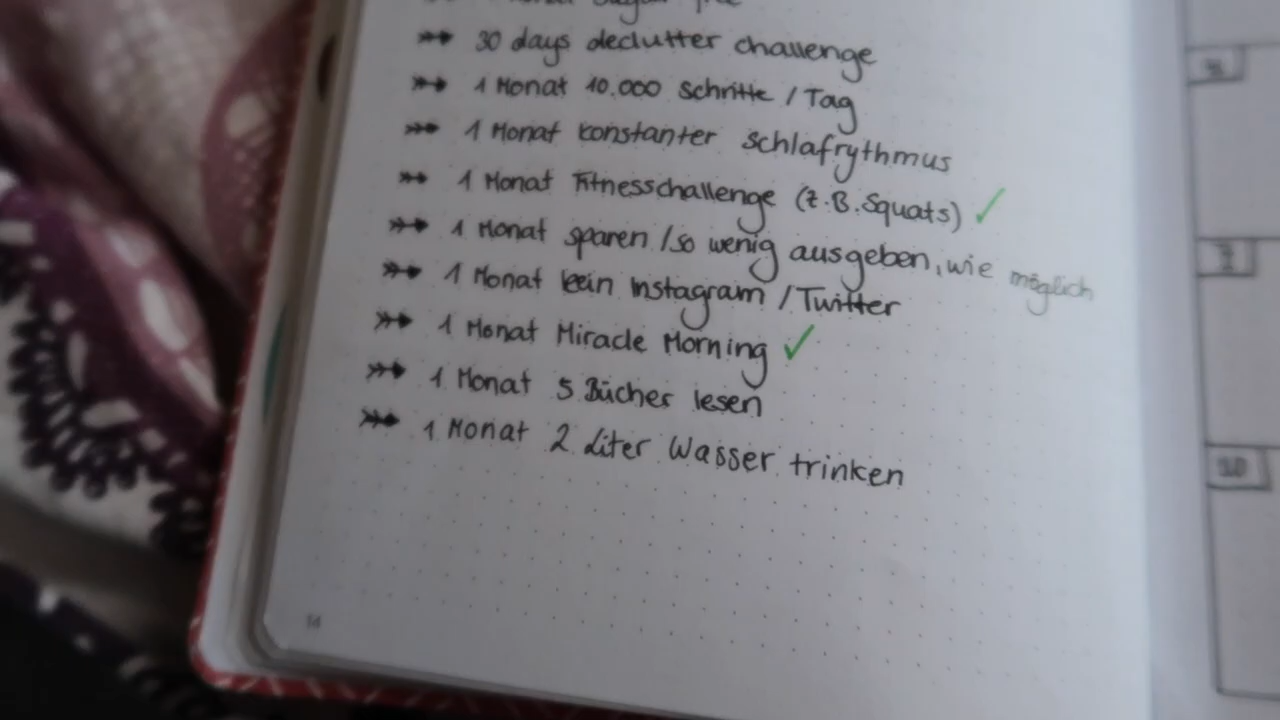 30 days declutter challenge
1 Monat 10.000 Schritte / Tag
1 Monat konstanter Schlafrythmus
1 Monat Fitnesschallenge (z.B. Squats) ✓
1 Monat sparen / so wenig ausgeben, wie möglich
1 Monat kein Instagram / Twitter
1 Monat Miracle Morning ✓
1 Monat 5 Bücher lesen
1 Monat 2 Liter Wasser trinken